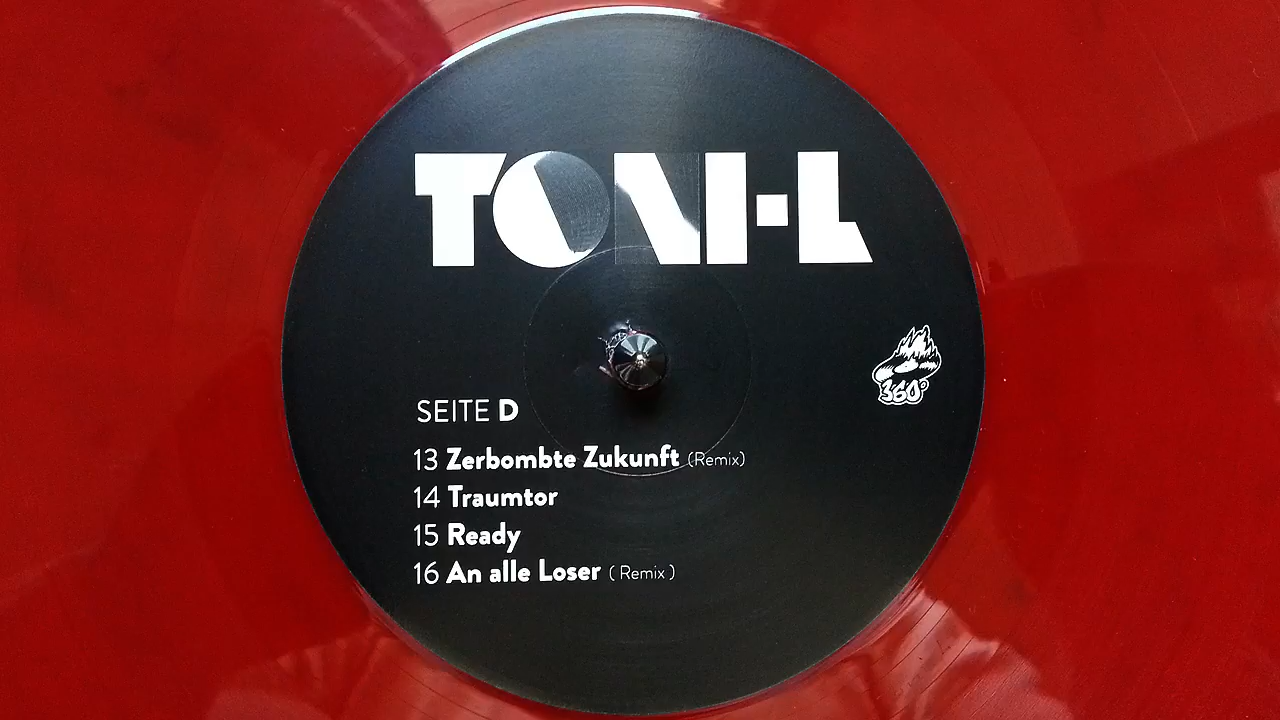 TONI-L
360°
SEITE D
13 Zerbombte Zukunft (Remix)
14 Traumtor
15 Ready
16 An alle Loser ( Remix )